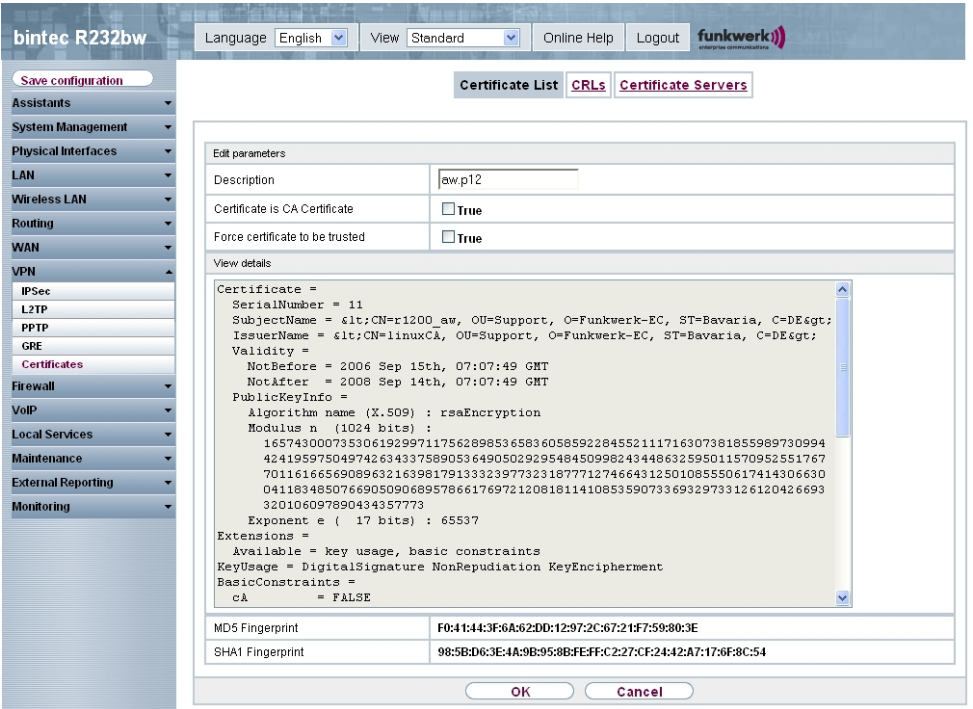 bintec R232bw
Language English View Standard Online Help Logout funkwerk
enterprise communications
Save configuration
Assistants
System Management
Physical Interfaces
LAN
Wireless LAN
Routing
WAN
VPN
IPSec
L2TP
PPTP
GRE
Certificates
Firewall
VoIP
Local Services
Maintenance
External Reporting
Monitoring
Certificate List CRLs Certificate Servers
Edit parameters
Description aw.p12
Certificate is CA Certificate True
Force certificate to be trusted True
View details
Certificate =
SerialNumber = 11
SubjectName = &lt;CN=r1200_aw, OU=Support, O=Funkwerk-EC, ST=Bavaria, C=DE&gt;
IssuerName = &lt;CN=linuxCA, OU=Support, O=Funkwerk-EC, ST=Bavaria, C=DE&gt;
Validity =
NotBefore = 2006 Sep 15th, 07:07:49 GMT
NotAfter = 2008 Sep 14th, 07:07:49 GMT
PublicKeyInfo =
Algorithm name (X.509) : rsaEncryption
Modulus n (1024 bits) :
1657430007353061929971175628985365836058592284552111716307381855989730994
4241959750497426343375890536490502929548450998243448632590011570952551767
7011616656908963216398179133323977323187771274664312501085550617414306630
0411834850766905090689578661769721208181141085359073369329733126120426693
320106097890434357773
Exponent e ( 17 bits) : 65537
Extensions =
Available = key usage, basic constraints
KeyUsage = DigitalSignature NonRepudiation KeyEncipherment
BasicConstraints =
cA = FALSE
MD5 Fingerprint F0:41:44:3F:6A:62:DD:12:97:2C:67:21:F7:59:80:3E
SHA1 Fingerprint 98:5B:D6:3E:4A:9B:95:8B:FE:FF:C2:27:CF:24:42:A7:17:6F:8C:54
OK Cancel